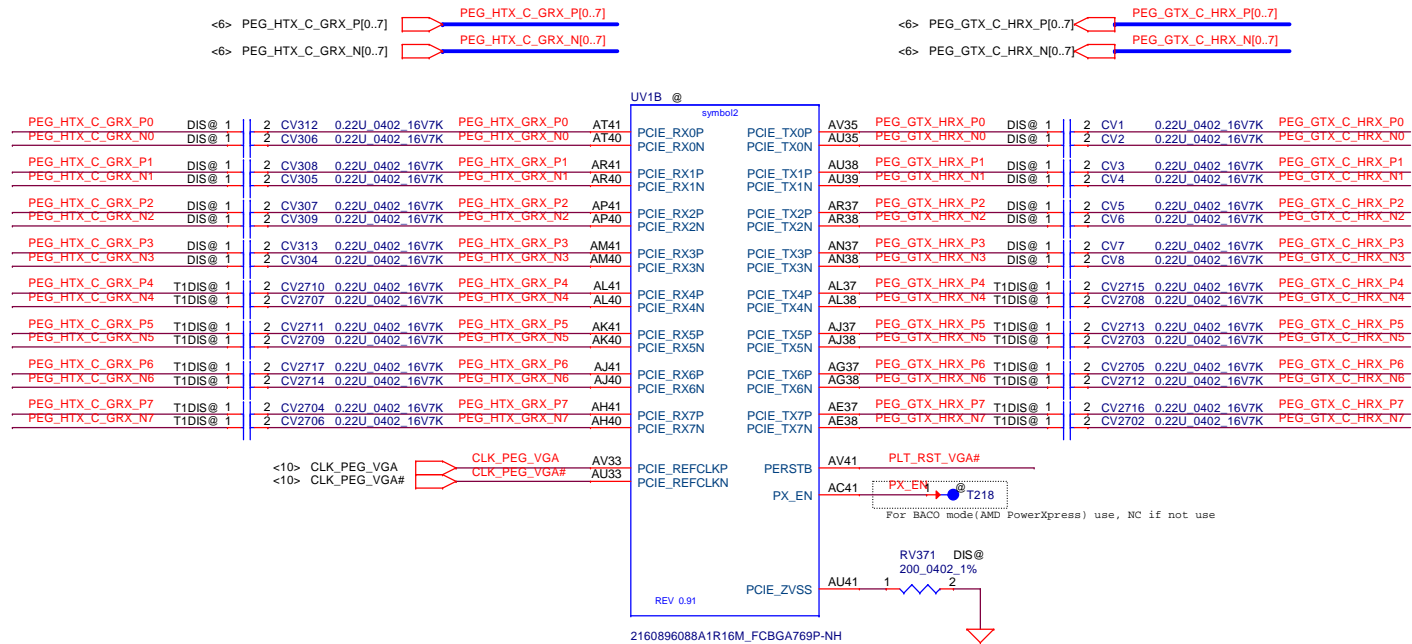 <6> PEG_HTX_C_GRX_P[0..7] PEG_HTX_C_GRX_P[0..7] <6> PEG_GTX_C_HRX_P[0..7] PEG_GTX_C_HRX_P[0..7]
<6> PEG_HTX_C_GRX_N[0..7] PEG_HTX_C_GRX_N[0..7] <6> PEG_GTX_C_HRX_N[0..7] PEG_GTX_C_HRX_N[0..7]
UV1B @
symbol2
PEG_HTX_C_GRX_P0 DIS@ 1 2 CV312 0.22U_0402_16V7K PEG_HTX_GRX_P0 AT41 PCIE_RX0P PCIE_TX0P AV35 PEG_GTX_HRX_P0 DIS@ 1 2 CV1 0.22U_0402_16V7K PEG_GTX_C_HRX_P0
PEG_HTX_C_GRX_N0 DIS@ 1 2 CV306 0.22U_0402_16V7K PEG_HTX_GRX_N0 AT40 PCIE_RX0N PCIE_TX0N AU35 PEG_GTX_HRX_N0 DIS@ 1 2 CV2 0.22U_0402_16V7K PEG_GTX_C_HRX_N0
PEG_HTX_C_GRX_P1 DIS@ 1 2 CV308 0.22U_0402_16V7K PEG_HTX_GRX_P1 AR41 PCIE_RX1P PCIE_TX1P AU38 PEG_GTX_HRX_P1 DIS@ 1 2 CV3 0.22U_0402_16V7K PEG_GTX_C_HRX_P1
PEG_HTX_C_GRX_N1 DIS@ 1 2 CV305 0.22U_0402_16V7K PEG_HTX_GRX_N1 AR40 PCIE_RX1N PCIE_TX1N AU39 PEG_GTX_HRX_N1 DIS@ 1 2 CV4 0.22U_0402_16V7K PEG_GTX_C_HRX_N1
PEG_HTX_C_GRX_P2 DIS@ 1 2 CV307 0.22U_0402_16V7K PEG_HTX_GRX_P2 AP41 PCIE_RX2P PCIE_TX2P AR37 PEG_GTX_HRX_P2 DIS@ 1 2 CV5 0.22U_0402_16V7K PEG_GTX_C_HRX_P2
PEG_HTX_C_GRX_N2 DIS@ 1 2 CV309 0.22U_0402_16V7K PEG_HTX_GRX_N2 AP40 PCIE_RX2N PCIE_TX2N AR38 PEG_GTX_HRX_N2 DIS@ 1 2 CV6 0.22U_0402_16V7K PEG_GTX_C_HRX_N2
PEG_HTX_C_GRX_P3 DIS@ 1 2 CV313 0.22U_0402_16V7K PEG_HTX_GRX_P3 AM41 PCIE_RX3P PCIE_TX3P AN37 PEG_GTX_HRX_P3 DIS@ 1 2 CV7 0.22U_0402_16V7K PEG_GTX_C_HRX_P3
PEG_HTX_C_GRX_N3 DIS@ 1 2 CV304 0.22U_0402_16V7K PEG_HTX_GRX_N3 AM40 PCIE_RX3N PCIE_TX3N AN38 PEG_GTX_HRX_N3 DIS@ 1 2 CV8 0.22U_0402_16V7K PEG_GTX_C_HRX_N3
PEG_HTX_C_GRX_P4 T1DIS@ 1 2 CV2710 0.22U_0402_16V7K PEG_HTX_GRX_P4 AL41 PCIE_RX4P PCIE_TX4P AL37 PEG_GTX_HRX_P4 T1DIS@ 1 2 CV2715 0.22U_0402_16V7K PEG_GTX_C_HRX_P4
PEG_HTX_C_GRX_N4 T1DIS@ 1 2 CV2707 0.22U_0402_16V7K PEG_HTX_GRX_N4 AL40 PCIE_RX4N PCIE_TX4N AL38 PEG_GTX_HRX_N4 T1DIS@ 1 2 CV2708 0.22U_0402_16V7K PEG_GTX_C_HRX_N4
PEG_HTX_C_GRX_P5 T1DIS@ 1 2 CV2711 0.22U_0402_16V7K PEG_HTX_GRX_P5 AK41 PCIE_RX5P PCIE_TX5P AJ37 PEG_GTX_HRX_P5 T1DIS@ 1 2 CV2713 0.22U_0402_16V7K PEG_GTX_C_HRX_P5
PEG_HTX_C_GRX_N5 T1DIS@ 1 2 CV2709 0.22U_0402_16V7K PEG_HTX_GRX_N5 AK40 PCIE_RX5N PCIE_TX5N AJ38 PEG_GTX_HRX_N5 T1DIS@ 1 2 CV2703 0.22U_0402_16V7K PEG_GTX_C_HRX_N5
PEG_HTX_C_GRX_P6 T1DIS@ 1 2 CV2717 0.22U_0402_16V7K PEG_HTX_GRX_P6 AJ41 PCIE_RX6P PCIE_TX6P AG37 PEG_GTX_HRX_P6 T1DIS@ 1 2 CV2705 0.22U_0402_16V7K PEG_GTX_C_HRX_P6
PEG_HTX_C_GRX_N6 T1DIS@ 1 2 CV2714 0.22U_0402_16V7K PEG_HTX_GRX_N6 AJ40 PCIE_RX6N PCIE_TX6N AG38 PEG_GTX_HRX_N6 T1DIS@ 1 2 CV2712 0.22U_0402_16V7K PEG_GTX_C_HRX_N6
PEG_HTX_C_GRX_P7 T1DIS@ 1 2 CV2704 0.22U_0402_16V7K PEG_HTX_GRX_P7 AH41 PCIE_RX7P PCIE_TX7P AE37 PEG_GTX_HRX_P7 T1DIS@ 1 2 CV2716 0.22U_0402_16V7K PEG_GTX_C_HRX_P7
PEG_HTX_C_GRX_N7 T1DIS@ 1 2 CV2706 0.22U_0402_16V7K PEG_HTX_GRX_N7 AH40 PCIE_RX7N PCIE_TX7N AE38 PEG_GTX_HRX_N7 T1DIS@ 1 2 CV2702 0.22U_0402_16V7K PEG_GTX_C_HRX_N7
<10> CLK_PEG_VGA CLK_PEG_VGA AV33 PCIE_REFCLKP PERSTB AV41 PLT_RST_VGA#
<10> CLK_PEG_VGA# CLK_PEG_VGA# AU33 PCIE_REFCLKN
PX_EN AC41 PX_EN 1 @ T218
For BACO mode(AMD PowerXpress) use, NC if not use
RV371 DIS@
200_0402_1%
PCIE_ZVSS AU41 1 2
REV 0.91
2160896088A1R16M_FCBGA769P-NH